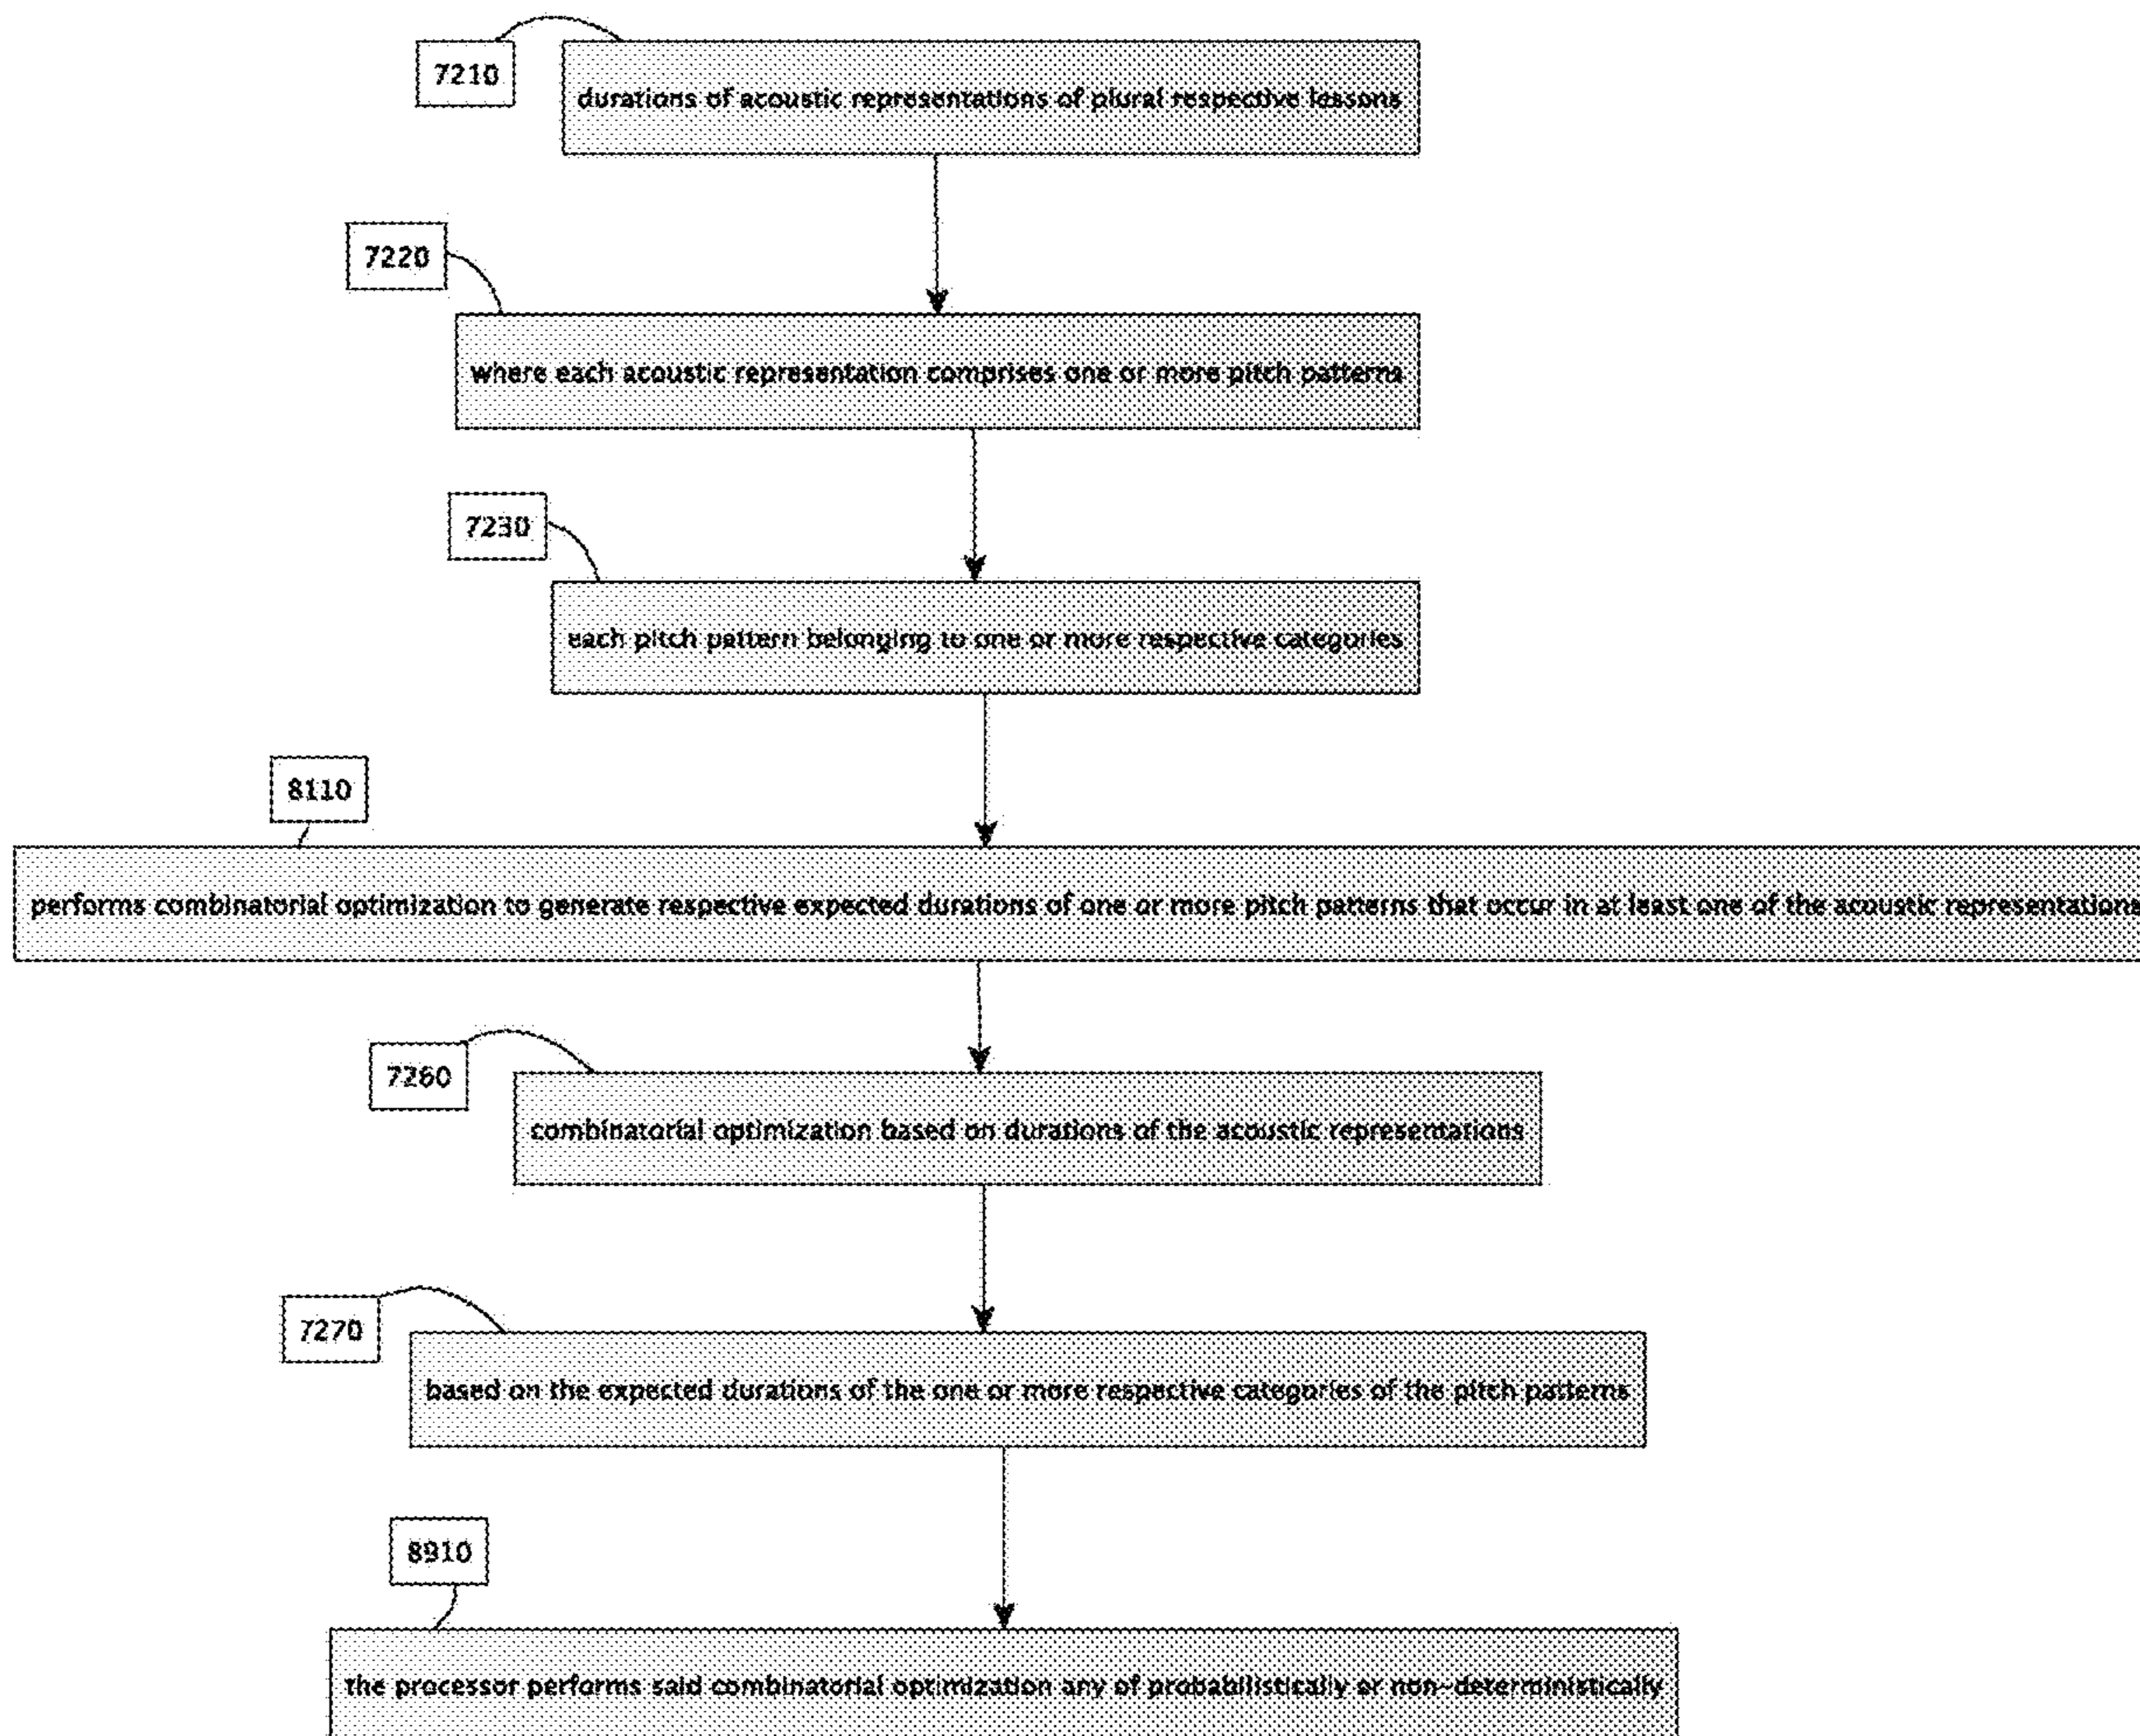 7210
durations of acoustic representations of plural respective lessons
7220
where each acoustic representation comprises one or more pitch patterns
7230
each pitch pattern belonging to one or more respective categories
8110
performs combinatorial optimization to generate respective expected durations of one or more pitch patterns that occur in at least one of the acoustic representations
7260
combinatorial optimization based on durations of the acoustic representations
7270
based on the expected durations of the one or more respective categories of the pitch patterns
8910
the processor performs said combinatorial optimization any of probabilistically or non-deterministically